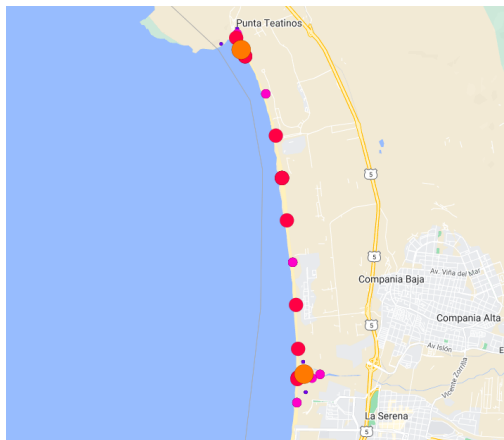 Punta Teatinos
5
5
Av. Viña del Mar
Compania Baja
Compania Alta
5
Av Islón
E
Vicente Zorrilla
La Serena
5